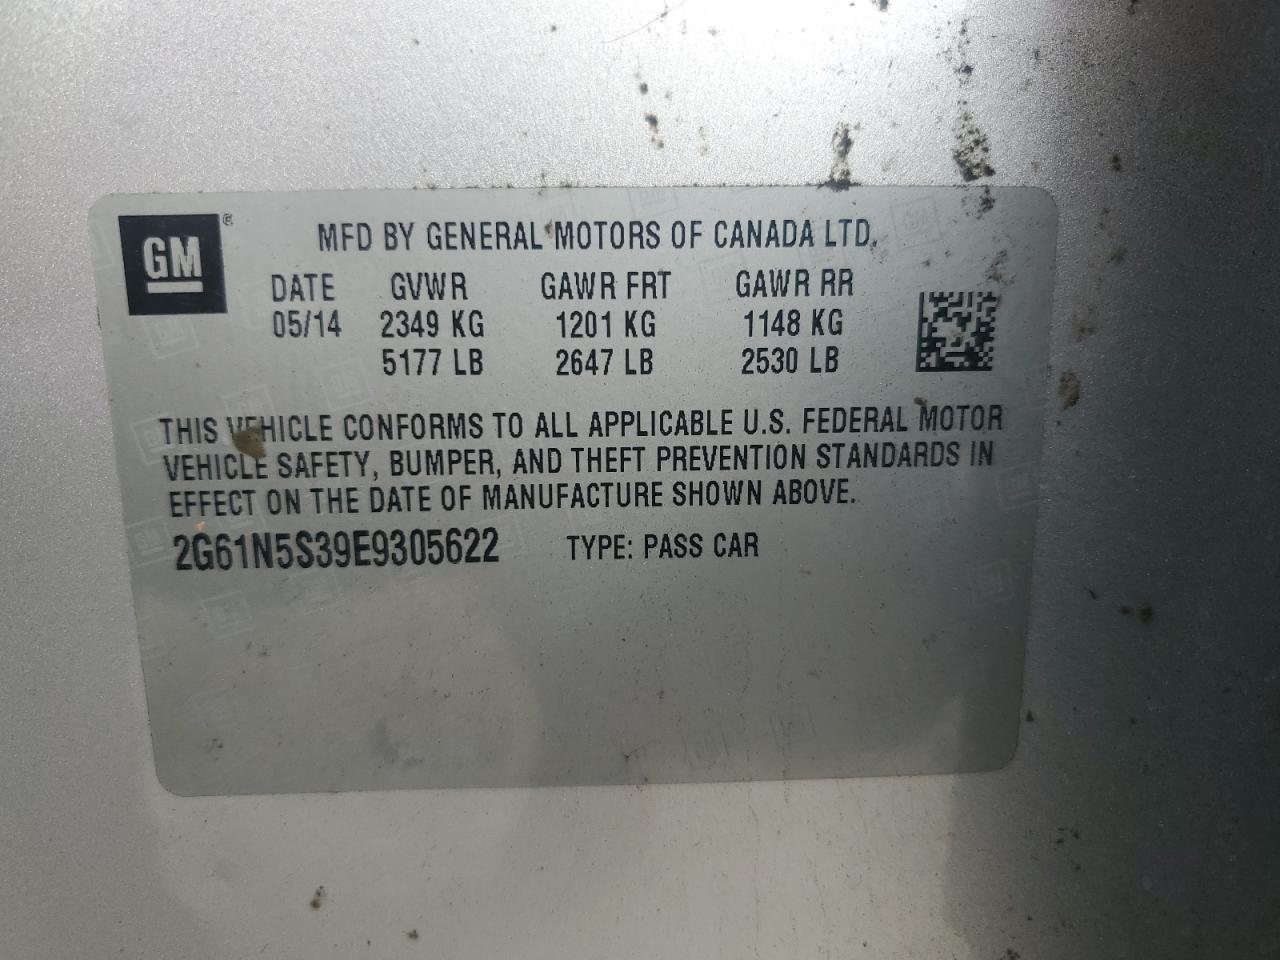 GM ®
MFD BY GENERAL MOTORS OF CANADA LTD.
DATE GVWR GAWR FRT GAWR RR
05/14 2349 KG 1201 KG 1148 KG
5177 LB 2647 LB 2530 LB
THIS VEHICLE CONFORMS TO ALL APPLICABLE U.S. FEDERAL MOTOR
VEHICLE SAFETY, BUMPER, AND THEFT PREVENTION STANDARDS IN
EFFECT ON THE DATE OF MANUFACTURE SHOWN ABOVE.
2G61N5S39E9305622 TYPE: PASS CAR